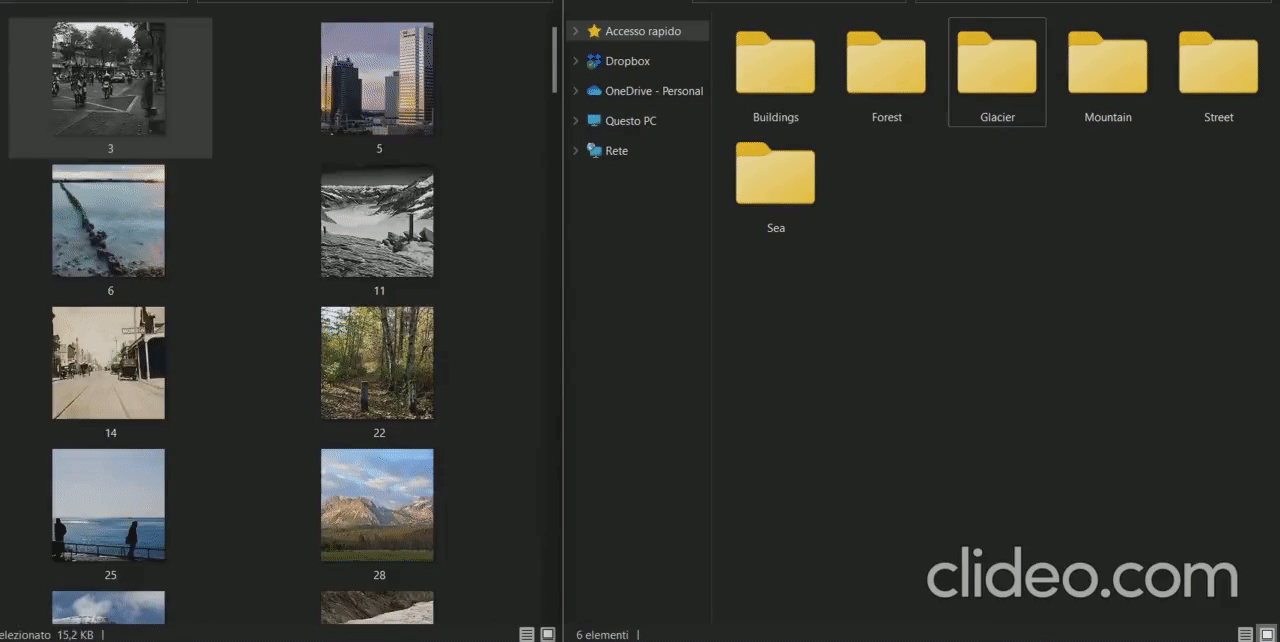 3
5
6
11
14
22
25
28
elezionato 15,2 KB
Accesso rapido
Dropbox
OneDrive - Personal
Questo PC
Rete
Buildings
Forest
Glacier
Mountain
Street
Sea
6 elementi
clideo.com